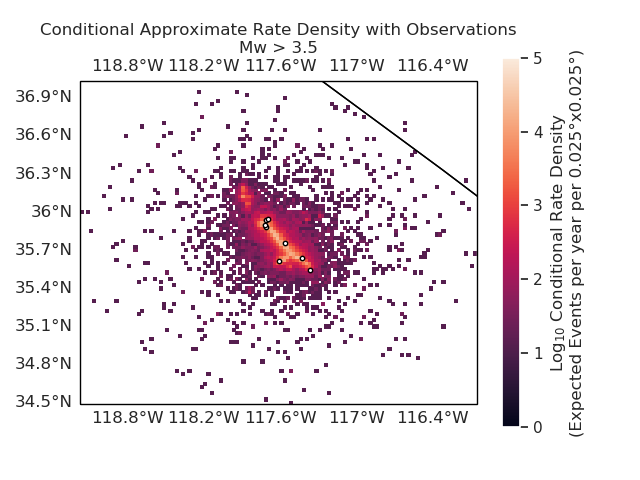 Conditional Approximate Rate Density with Observations
Mw > 3.5
118.8°W 118.2°W 117.6°W 117°W 116.4°W
36.9°N
36.6°N
36.3°N
36°N
35.7°N
35.4°N
35.1°N
34.8°N
34.5°N
118.8°W 118.2°W 117.6°W 117°W 116.4°W
5
4
3
2
1
0
Log₁₀ Conditional Rate Density
(Expected Events per year per 0.025°x0.025°)